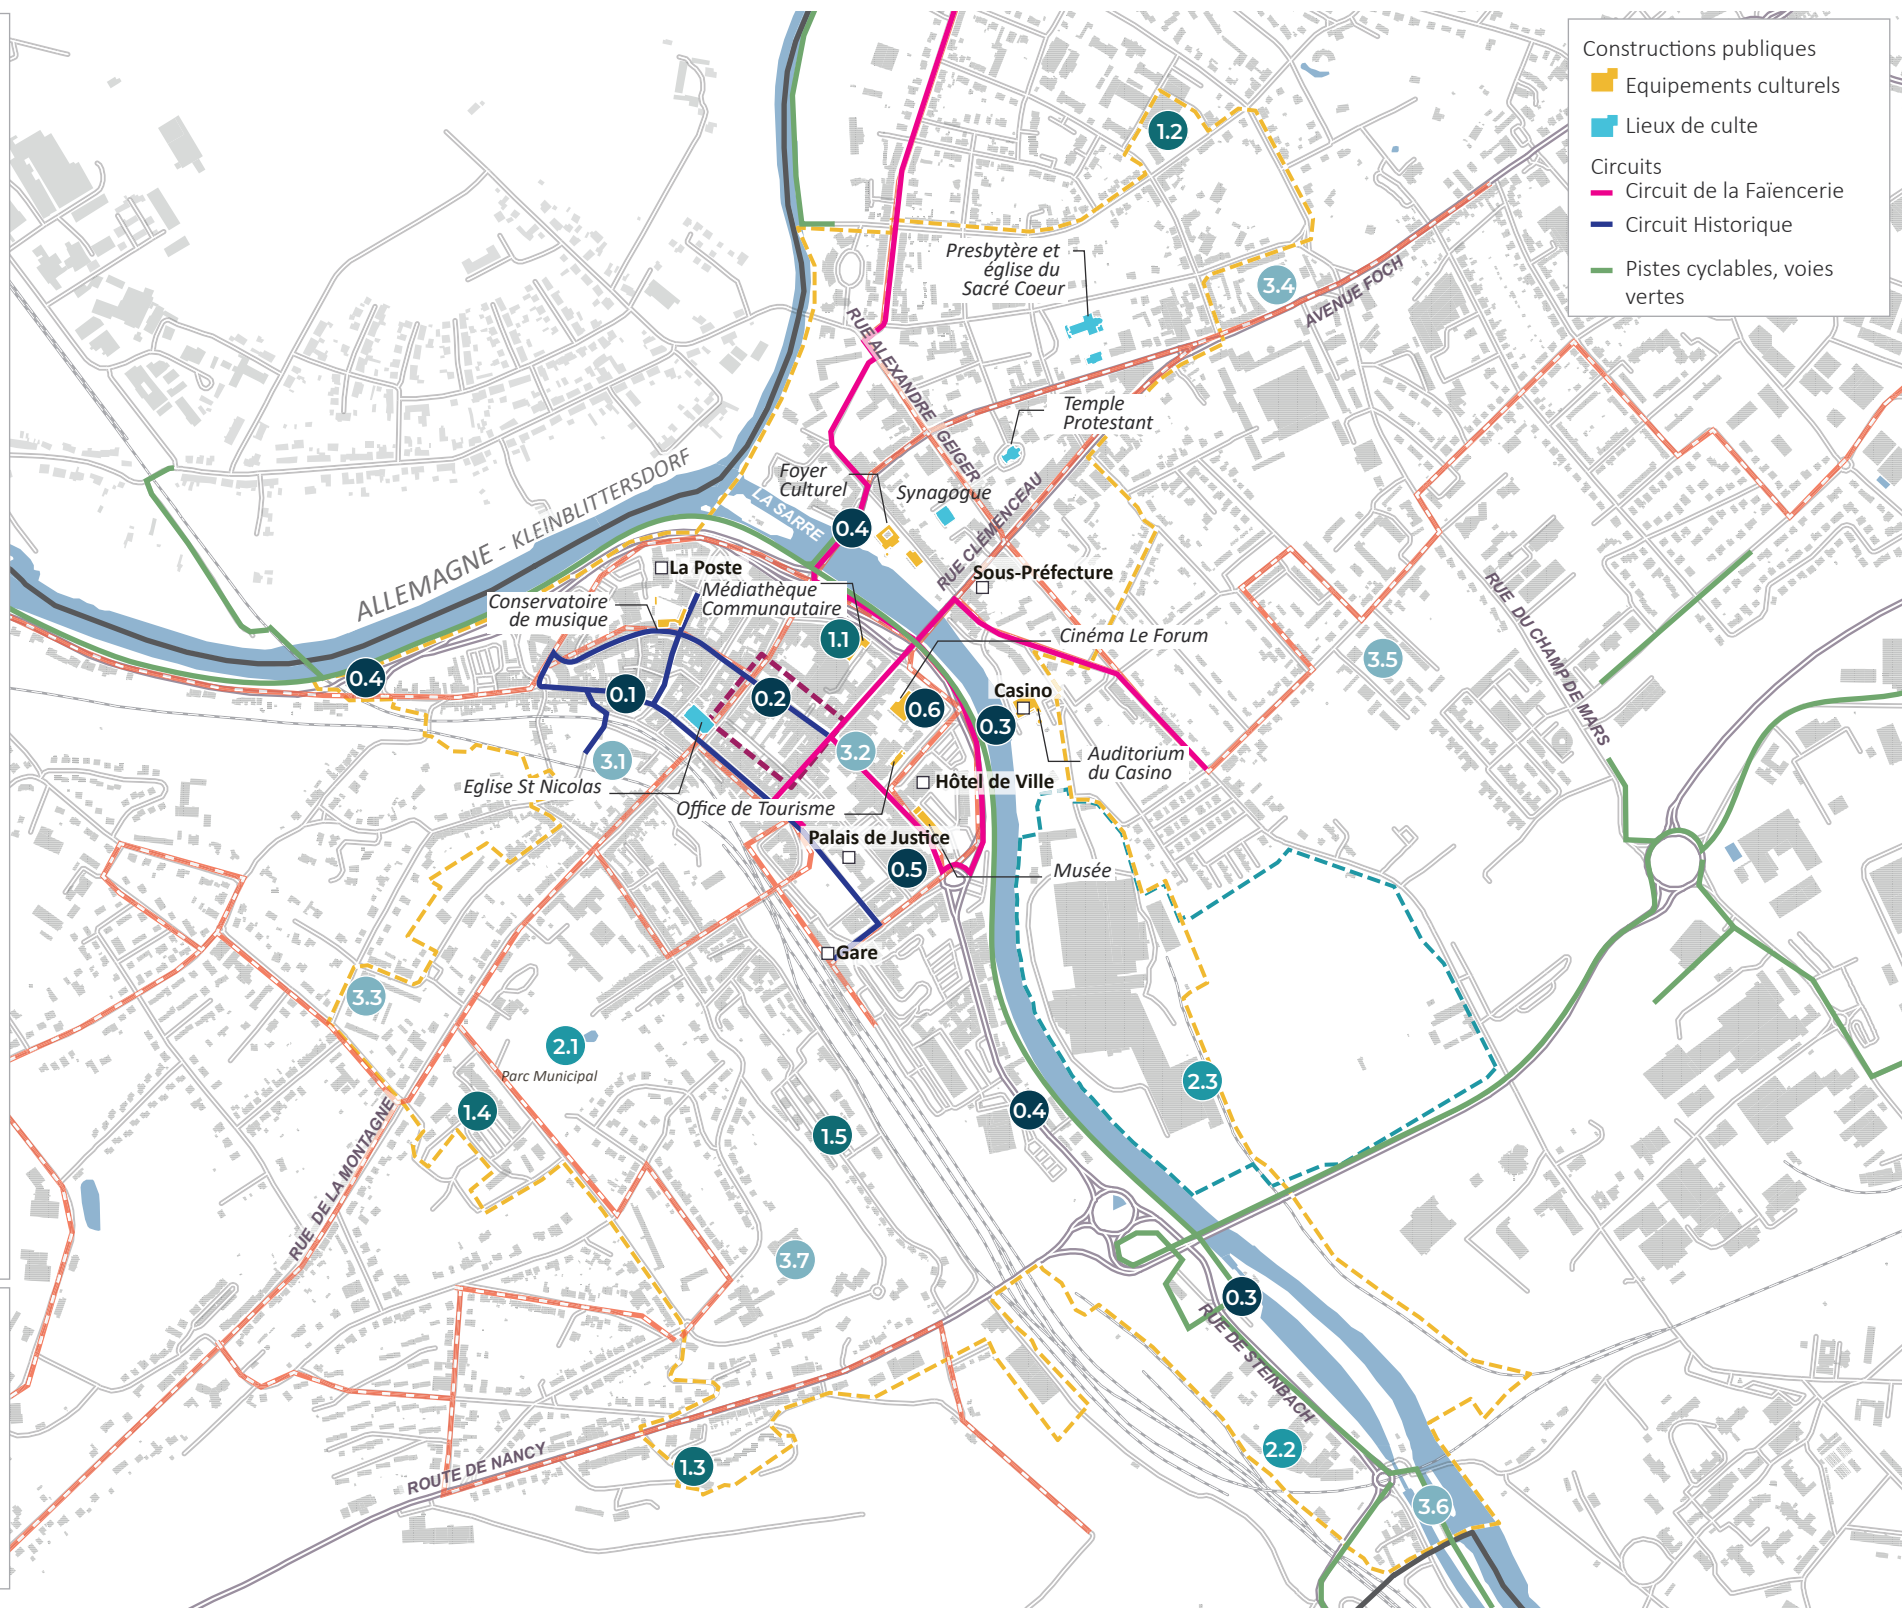 Constructions publiques
Equipements culturels
Lieux de culte
Circuits
Circuit de la Faïencerie
Circuit Historique
Pistes cyclables, voies
vertes
1.2
Presbytère et
église du
Sacré Coeur
3.4
AVENUE FOCH
RUE ALEXANDRE GEIGER
Temple
Protestant
Foyer
Culturel
Synagogue
LA SARRE
0.4
RUE CLÉMENCEAU
ALLEMAGNE - KLEINBLITTERSDORF
La Poste
Sous-Préfecture
Médiathèque
Communautaire
Conservatoire
de musique
1.1
Cinéma Le Forum
RUE DU CHAMP DE MARS
3.5
0.4
0.1
0.2
0.6
Casino
0.3
3.1
3.2
Auditorium
du Casino
Eglise St Nicolas
Hôtel de Ville
Office de Tourisme
Palais de Justice
0.5
Musée
Gare
3.3
2.1
Parc Municipal
2.3
1.4
0.4
1.5
RUE DE LA MONTAGNE
3.7
0.3
RUE DE STEINBACH
2.2
1.3
ROUTE DE NANCY
3.6